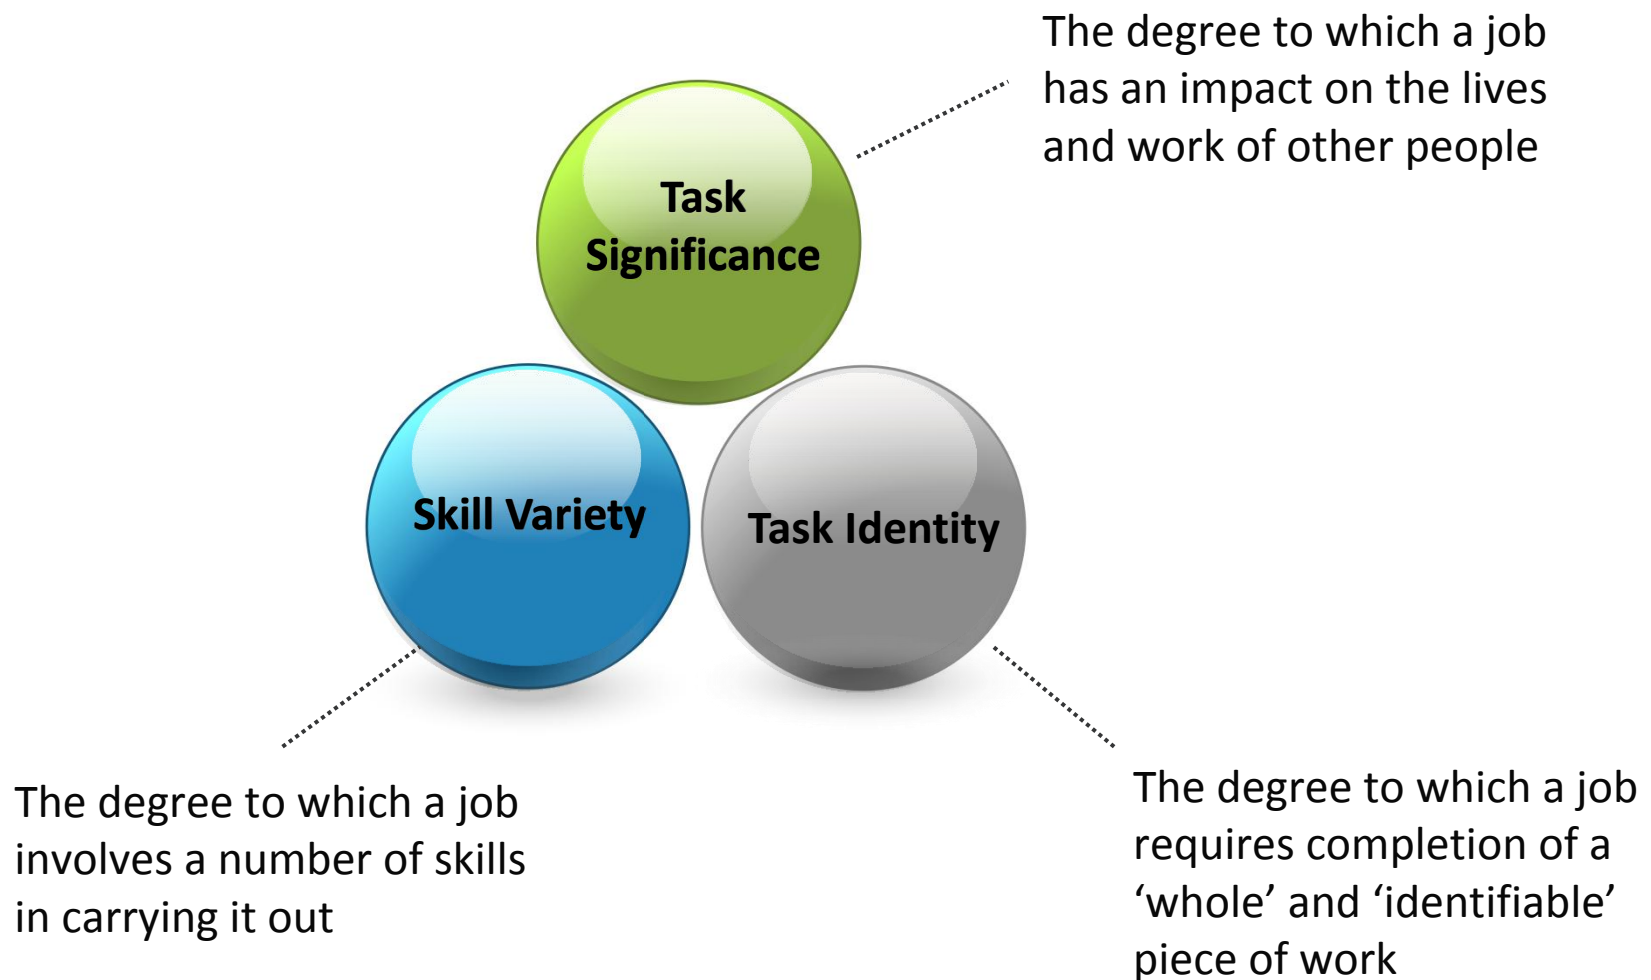 The degree to which a job
has an impact on the lives
and work of other people
Task
Significance
Skill Variety
Task Identity
The degree to which a job
involves a number of skills
in carrying it out
The degree to which a job
requires completion of a
‘whole’ and ‘identifiable’
piece of work